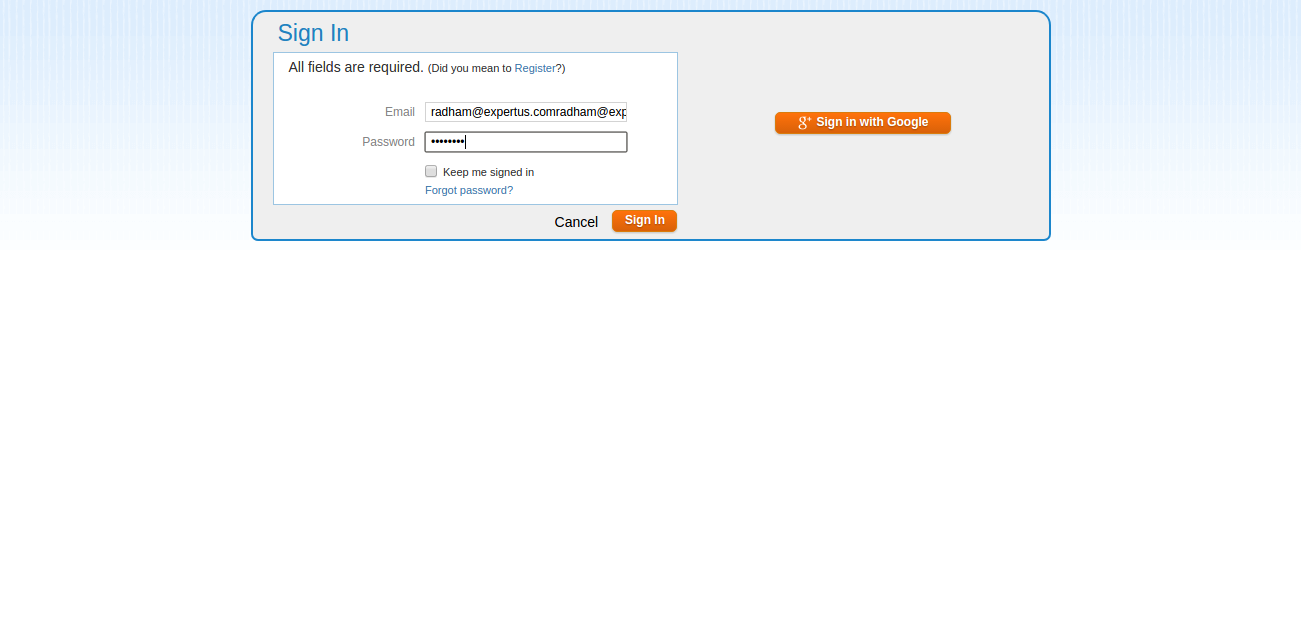 Sign In
All fields are required. (Did you mean to Register?)
Email radham@expertus.comradham@exp
Password ••••••••
Keep me signed in
Forgot password?
Cancel Sign In
g+ Sign in with Google